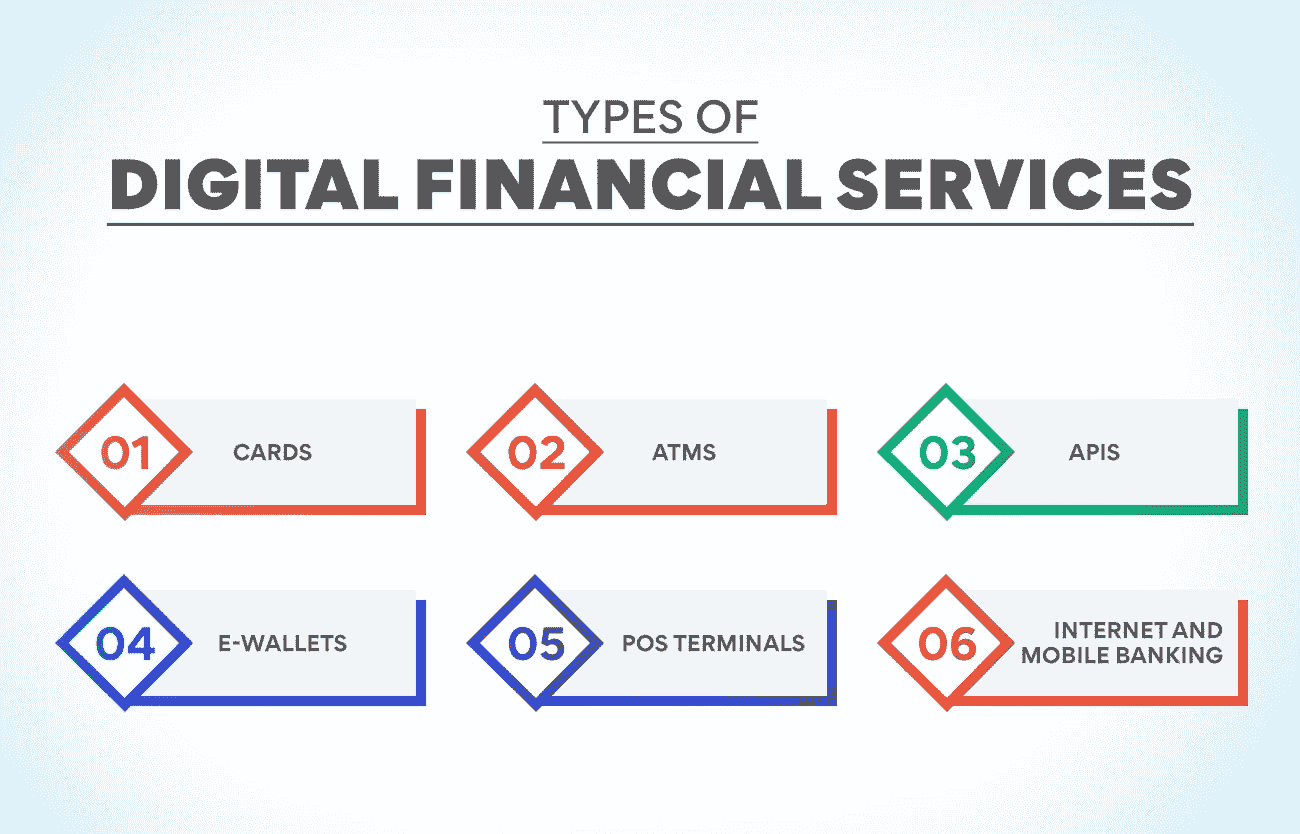 TYPES OF
DIGITAL FINANCIAL SERVICES
01
CARDS
02
ATMS
03
APIS
04
E-WALLETS
05
POS TERMINALS
06
INTERNET AND
MOBILE BANKING